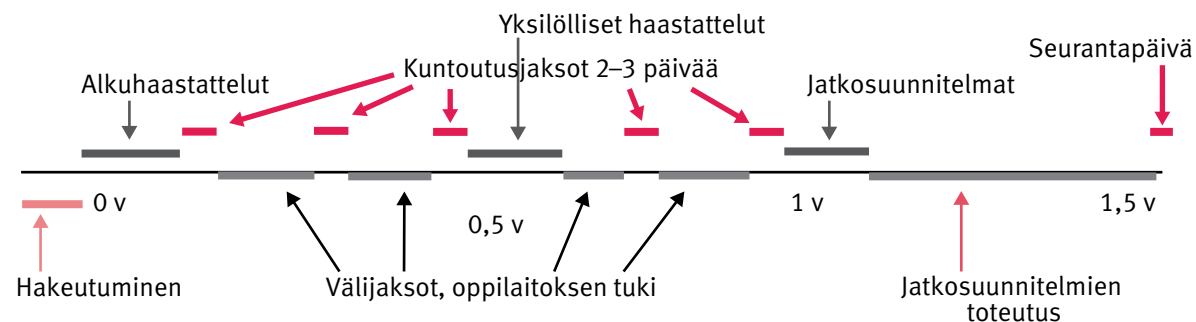 Yksilölliset haastattelut
Seurantapäivä
Kuntoutusjaksot 2–3 päivää
Alkuhaastattelut
Jatkosuunnitelmat
0 v
0,5 v
1 v
1,5 v
Hakeutuminen
Välijaksot, oppilaitoksen tuki
Jatkosuunnitelmien
toteutus